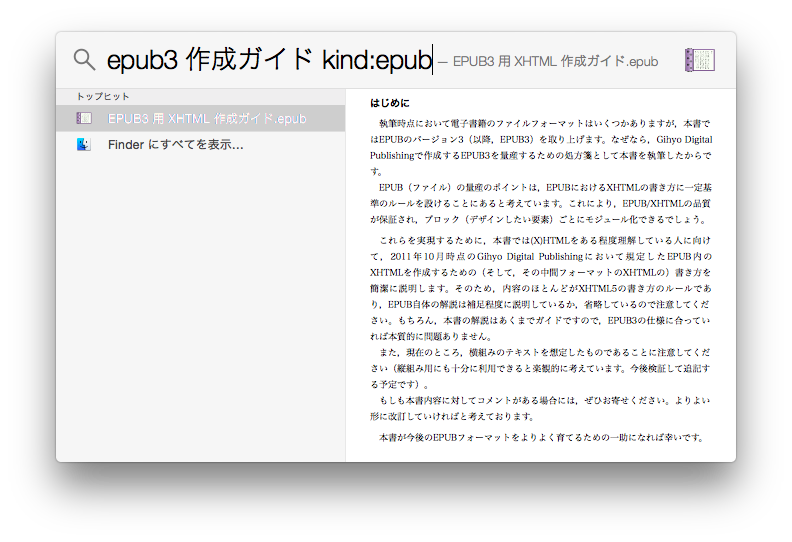 epub3 作成ガイド kind:epub — EPUB3 用 XHTML 作成ガイド.epub
トップヒット
EPUB3 用 XHTML 作成ガイド.epub
Finder にすべてを表示...
はじめに
執筆時点において電子書籍のファイルフォーマットはいくつかありますが，本書で
はEPUBのバージョン3（以降，EPUB3）を取り上げます。なぜなら，Gihyo Digital
Publishingで作成するEPUB3を量産するための処方箋として本書を執筆したからで
す。
EPUB（ファイル）の量産のポイントは，EPUBにおけるXHTMLの書き方に一定基
準のルールを設けることにあると考えています。これにより，EPUB/XHTMLの品質
が保証され，ブロック（デザインしたい要素）ごとにモジュール化できるでしょう。
これらを実現するために，本書では(X)HTMLをある程度理解している人に向け
て，2011年10月時点のGihyo Digital Publishingにおいて規定したEPUB内の
XHTMLを作成するための（そして，その中間フォーマットのXHTMLの）書き方を
簡潔に説明します。そのため，内容のほとんどがXHTML5の書き方のルールであ
り，EPUB自体の解説は補足程度に説明しているか，省略しているので注意してくだ
さい。もちろん，本書の解説はあくまでガイドですので，EPUB3の仕様に合ってい
れば本質的に問題ありません。
また，現在のところ，横組みのテキストを想定したものであることに注意してくだ
さい（縦組み用にも十分に利用できると楽観的に考えています。今後検証して追記す
る予定です）。
もしも本書内容に対してコメントがある場合には，ぜひお寄せください。よりよい
形に改訂していければと考えております。
本書が今後のEPUBフォーマットをよりよく育てるための一助になれば幸いです。